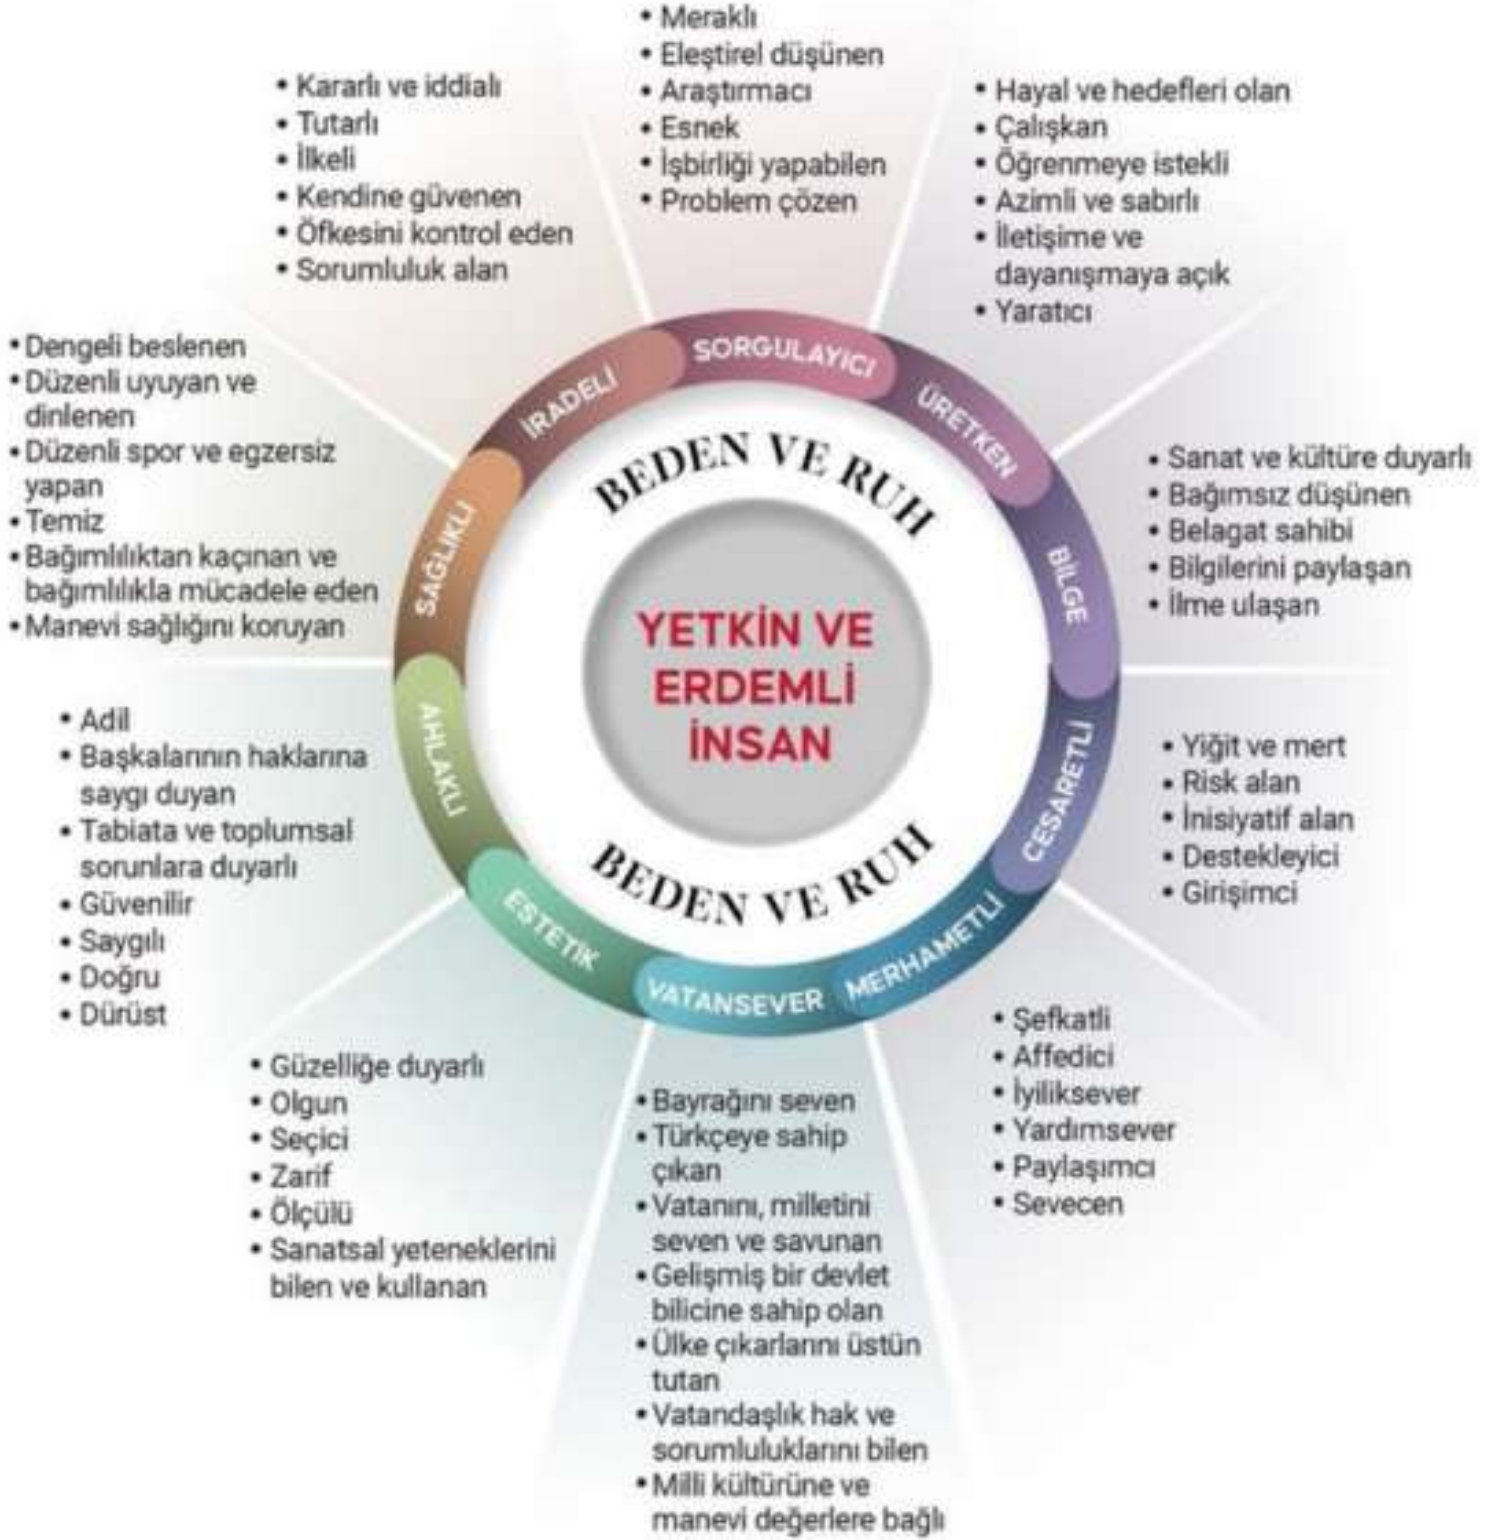 • Meraklı
• Eleştirel düşünen
• Araştırmacı
• Esnek
• İşbirliği yapabilen
• Problem çözen
• Kararlı ve iddialı
• Tutarlı
• İlkeli
• Kendine güvenen
• Öfkesini kontrol eden
• Sorumluluk alan
• Hayal ve hedefleri olan
• Çalışkan
• Öğrenmeye istekli
• Azimli ve sabırlı
• İletişime ve
dayanışmaya açık
• Yaratıcı
• Dengeli beslenen
• Düzenli uyuyan ve
dinlenen
• Düzenli spor ve egzersiz
yapan
• Temiz
• Bağımlılıktan kaçınan ve
bağımlılıkla mücadele eden
• Manevi sağlığını koruyan
SORGULAYICI
ÜRETKEN
BİLGE
CESARETLİ
MERHAMETLİ
VATANSEVER
ESTETİK
AHLAKLI
SAĞLIKLI
İRADELİ
BEDEN VE RUH
YETKİN VE
ERDEMLİ
İNSAN
BEDEN VE RUH
• Sanat ve kültüre duyarlı
• Bağımsız düşünen
• Belagat sahibi
• Bilgilerini paylaşan
• İlme ulaşan
• Adil
• Başkalarının haklarına
saygı duyan
• Tabiata ve toplumsal
sorunlara duyarlı
• Güvenilir
• Saygılı
• Doğru
• Dürüst
• Yiğit ve mert
• Risk alan
• İnisiyatif alan
• Destekleyici
• Girişimci
• Güzelliğe duyarlı
• Olgun
• Seçici
• Zarif
• Ölçülü
• Sanatsal yeteneklerini
bilen ve kullanan
• Bayrağını seven
• Türkçeye sahip
çıkan
• Vatanını, milletini
seven ve savunan
• Gelişmiş bir devlet
bilicine sahip olan
• Ülke çıkarlarını üstün
tutan
• Vatandaşlık hak ve
sorumluluklarını bilen
• Milli kültürüne ve
manevi değerlere bağlı
• Şefkatli
• Affedici
• İyiliksever
• Yardımsever
• Paylaşımcı
• Sevecen